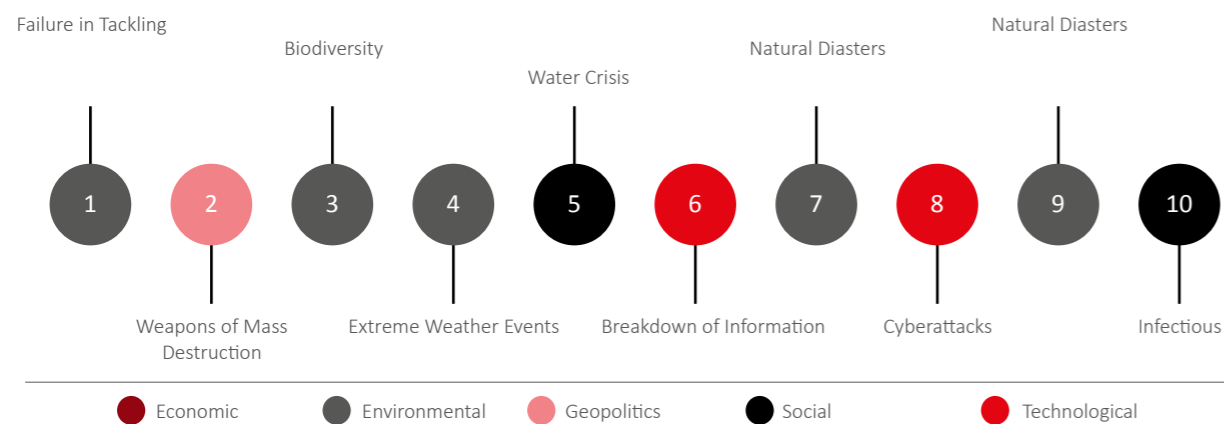 Failure in Tackling
Natural Diasters
Biodiversity
Natural Diasters
Water Crisis
1 2 3 4 5 6 7 8 9 10
Weapons of Mass
Destruction
Extreme Weather Events
Breakdown of Information
Cyberattacks
Infectious
Economic Environmental Geopolitics Social Technological